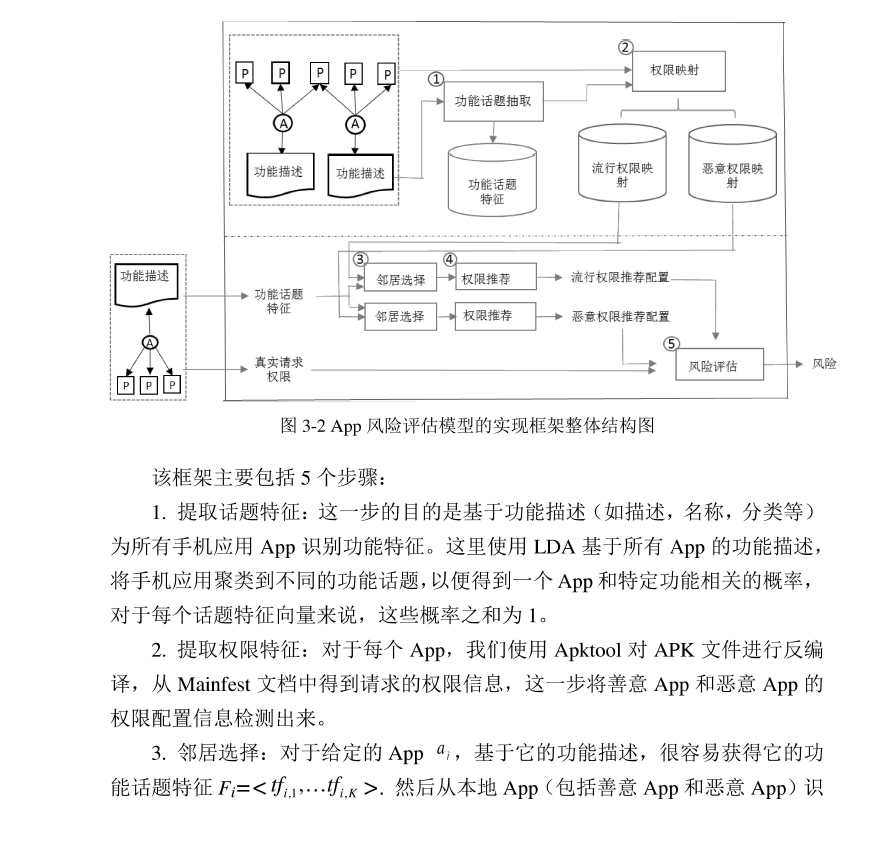 ②
P P P P P
权限映射
①
功能话题抽取
A A
功能描述 功能描述
功能话题
特征
流行权限映
射
恶意权限映
射
③ ④
功能描述
邻居选择 权限推荐 流行权限推荐配置
功能话题
特征
邻居选择 权限推荐 恶意权限推荐配置
A
⑤
真实请求
权限
风险评估 风险
P P P
图 3-2 App 风险评估模型的实现框架整体结构图
该框架主要包括 5 个步骤：
1. 提取话题特征：这一步的目的是基于功能描述（如描述，名称，分类等）
为所有手机应用 App 识别功能特征。这里使用 LDA 基于所有 App 的功能描述，
将手机应用聚类到不同的功能话题，以便得到一个 App 和特定功能相关的概率，
对于每个话题特征向量来说，这些概率之和为 1。
2. 提取权限特征：对于每个 App，我们使用 Apktool 对 APK 文件进行反编
译，从 Mainfest 文档中得到请求的权限信息，这一步将善意 App 和恶意 App 的
权限配置信息检测出来。
3. 邻居选择：对于给定的 App a_i，基于它的功能描述，很容易获得它的功
能话题特征 F_i=< tf_{i,1},…tf_{i,K} >. 然后从本地 App（包括善意 App 和恶意 App）识